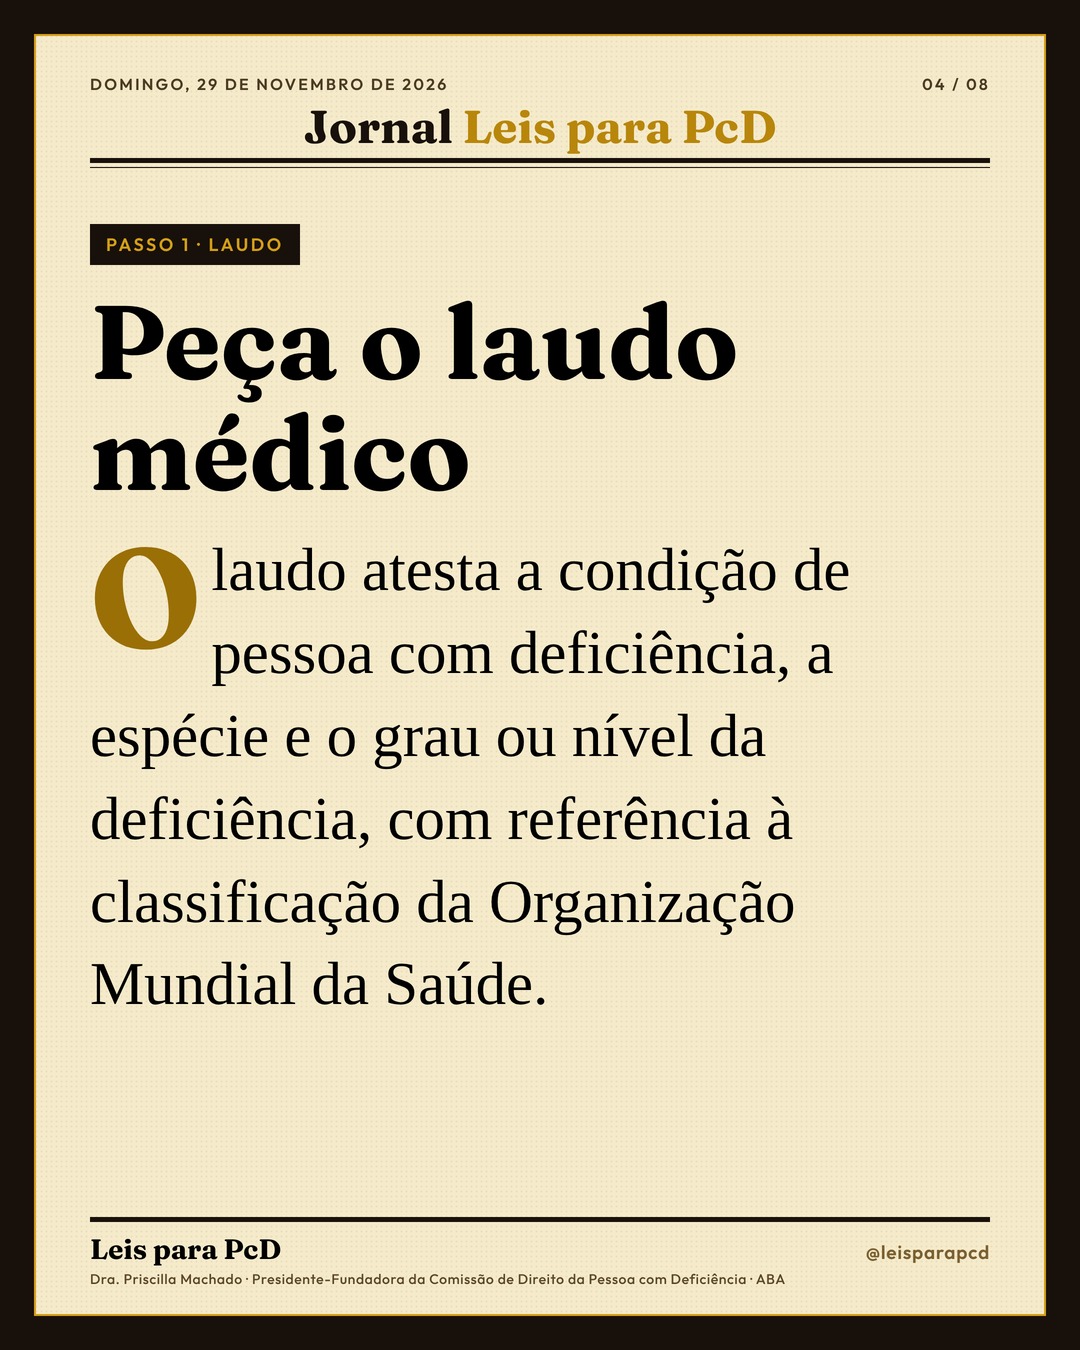 DOMINGO, 29 DE NOVEMBRO DE 2026
04 / 08
Jornal Leis para PcD
PASSO 1 · LAUDO
Peça o laudo
médico
O laudo atesta a condição de
pessoa com deficiência, a
espécie e o grau ou nível da
deficiência, com referência à
classificação da Organização
Mundial da Saúde.
Leis para PcD
@leisparapcd
Dra. Priscilla Machado · Presidente-Fundadora da Comissão de Direito da Pessoa com Deficiência · ABA